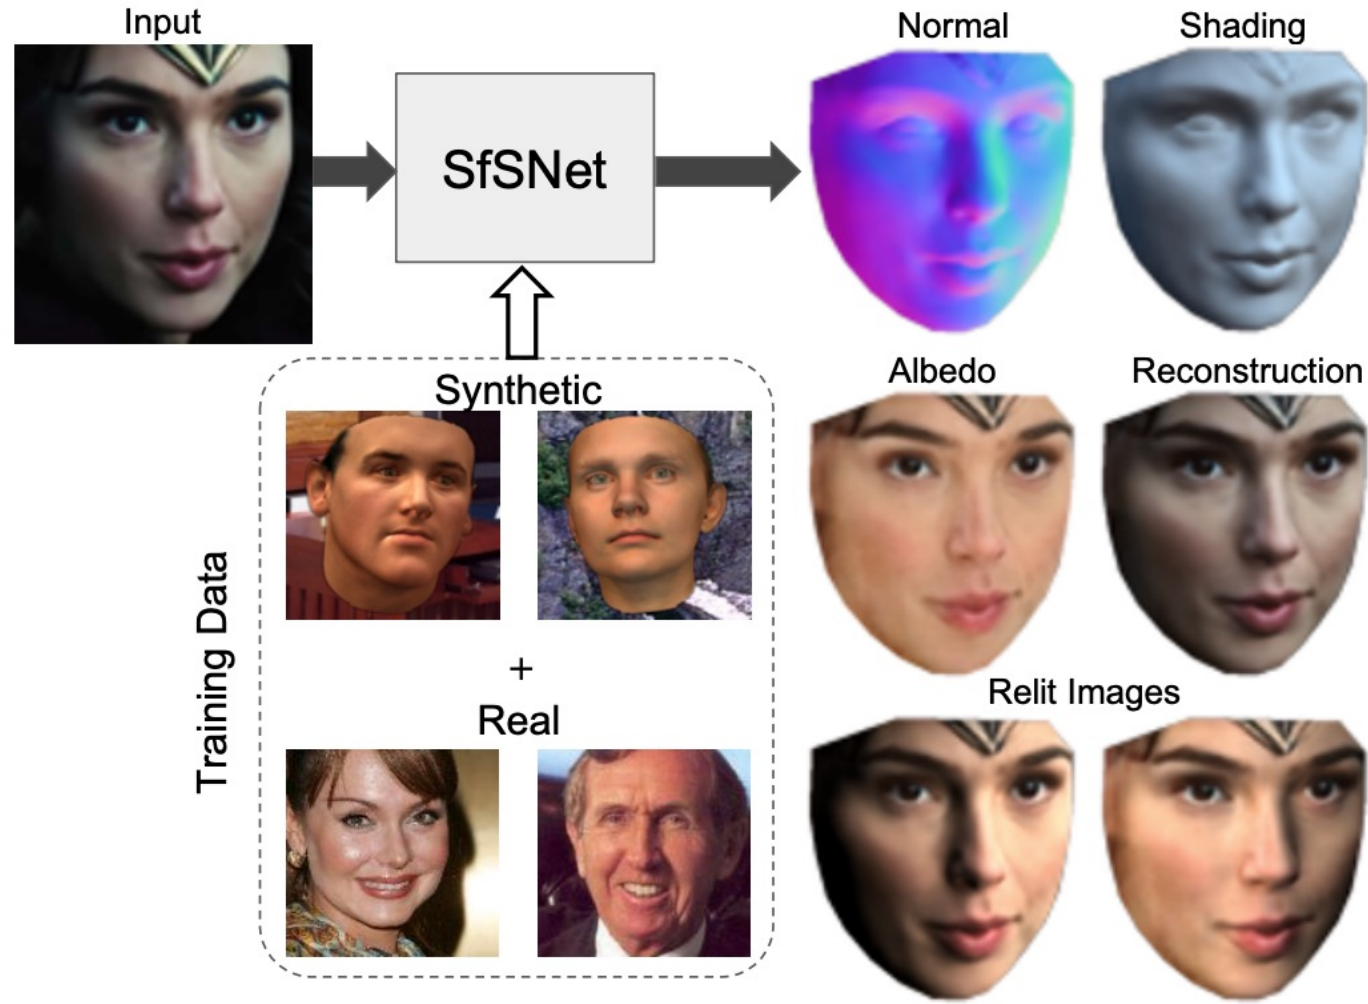 Input
SfSNet
Normal
Shading
Synthetic
Albedo
Reconstruction
Training Data
+
Real
Relit Images